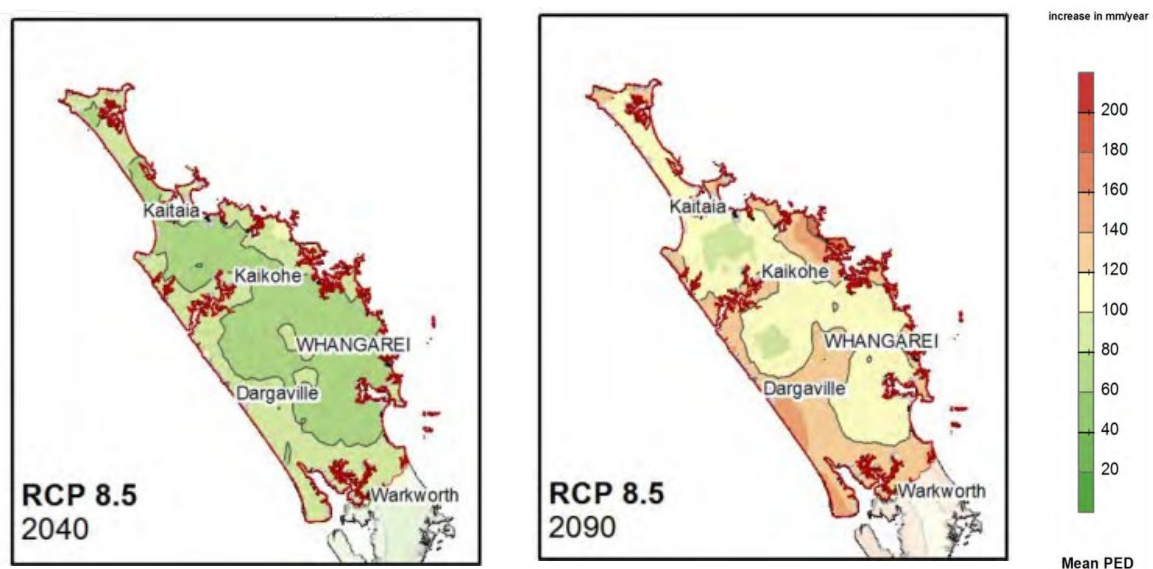 Kaitaia
Kaikohe
WHANGAREI
Dargaville
Warkworth
RCP 8.5
2040
Kaitaia
Kaikohe
WHANGAREI
Dargaville
Warkworth
RCP 8.5
2090
increase in mm/year
200
180
160
140
120
100
80
60
40
20
Mean PED